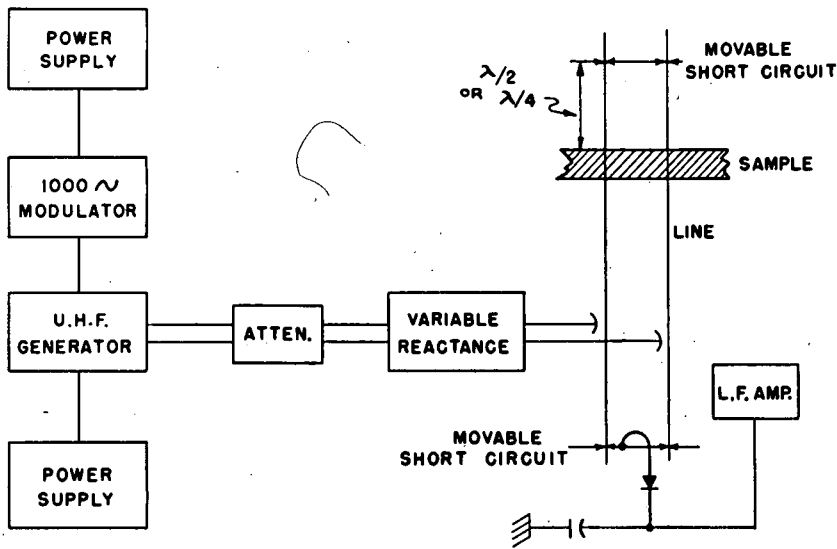 POWER
SUPPLY
1000 ~
MODULATOR
U.H.F.
GENERATOR
POWER
SUPPLY
ATTEN.
VARIABLE
REACTANCE
λ/2
OR λ/4
MOVABLE
SHORT CIRCUIT
SAMPLE
LINE
MOVABLE
SHORT CIRCUIT
L.F. AMP.